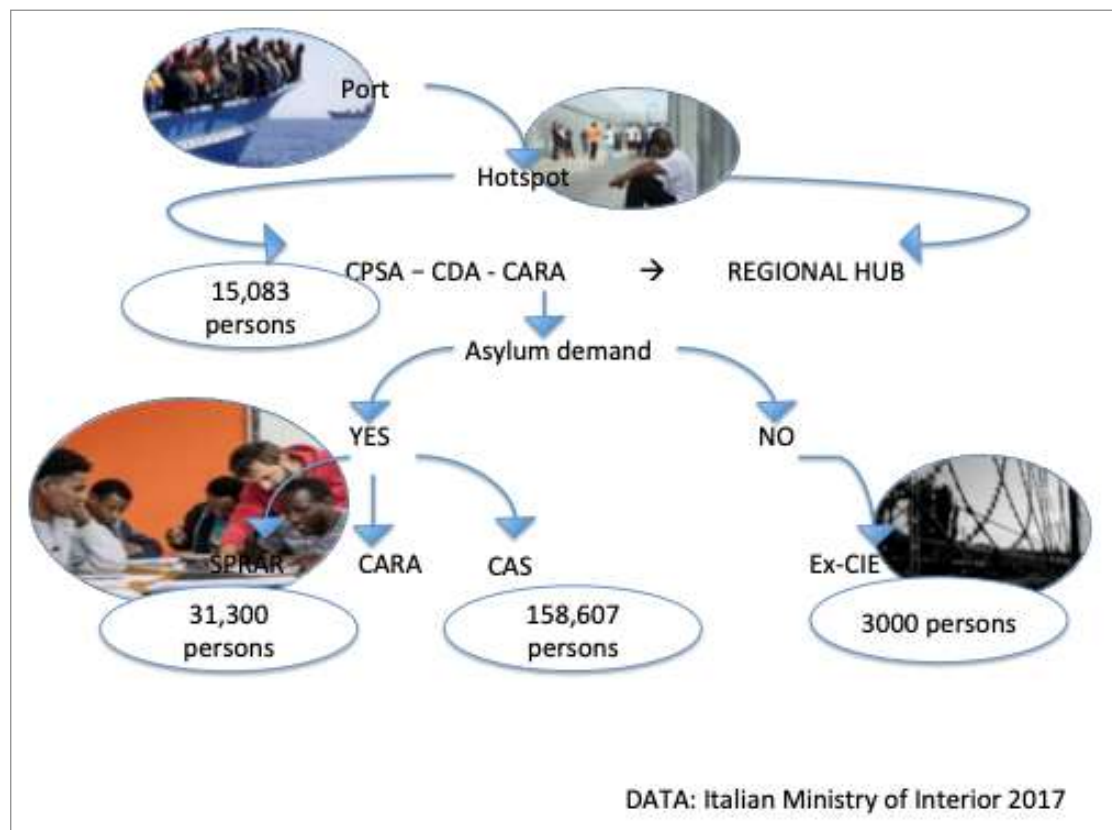 Port
Hotspot
CPSA – CDA - CARA → REGIONAL HUB
15,083
persons
Asylum demand
YES
NO
SPRAR
CARA
CAS
Ex-CIE
31,300
persons
158,607
persons
3000 persons
DATA: Italian Ministry of Interior 2017